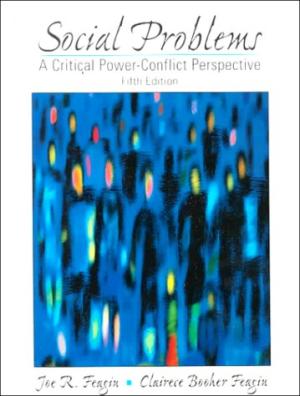 Social Problems
A Critical Power-Conflict Perspective
Fifth Edition
Joe R. Feagin • Clairece Booher Feagin